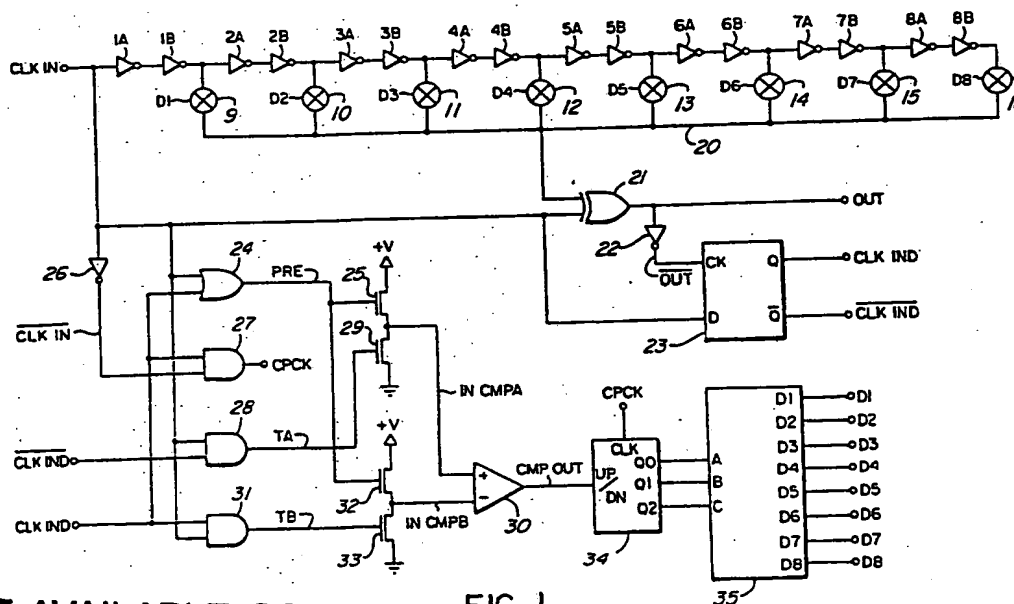 1A 1B 2A 2B 3A 3B 4A 4B 5A 5B 6A 6B 7A 7B 8A 8B
CLK IN
D1 9 D2 10 D3 11 D4 12 D5 13 D6 14 D7 15 D8
20
21
OUT
22
OUT
CK Q CLK IND
D Q CLK IND
23
26
24
PRE
+V
25
29
CLK IN
27
CPCK
IN CMPA
28
CLK IND
TA
+V
32
31
CLK IND
TB
IN CMPB
33
+
−
30
CMP OUT
CPCK
CLK
UP/DN
Q0
Q1
Q2
34
A
B
C
D1 D1
D2 D2
D3 D3
D4 D4
D5 D5
D6 D6
D7 D7
D8 D8
35
FIG. 1